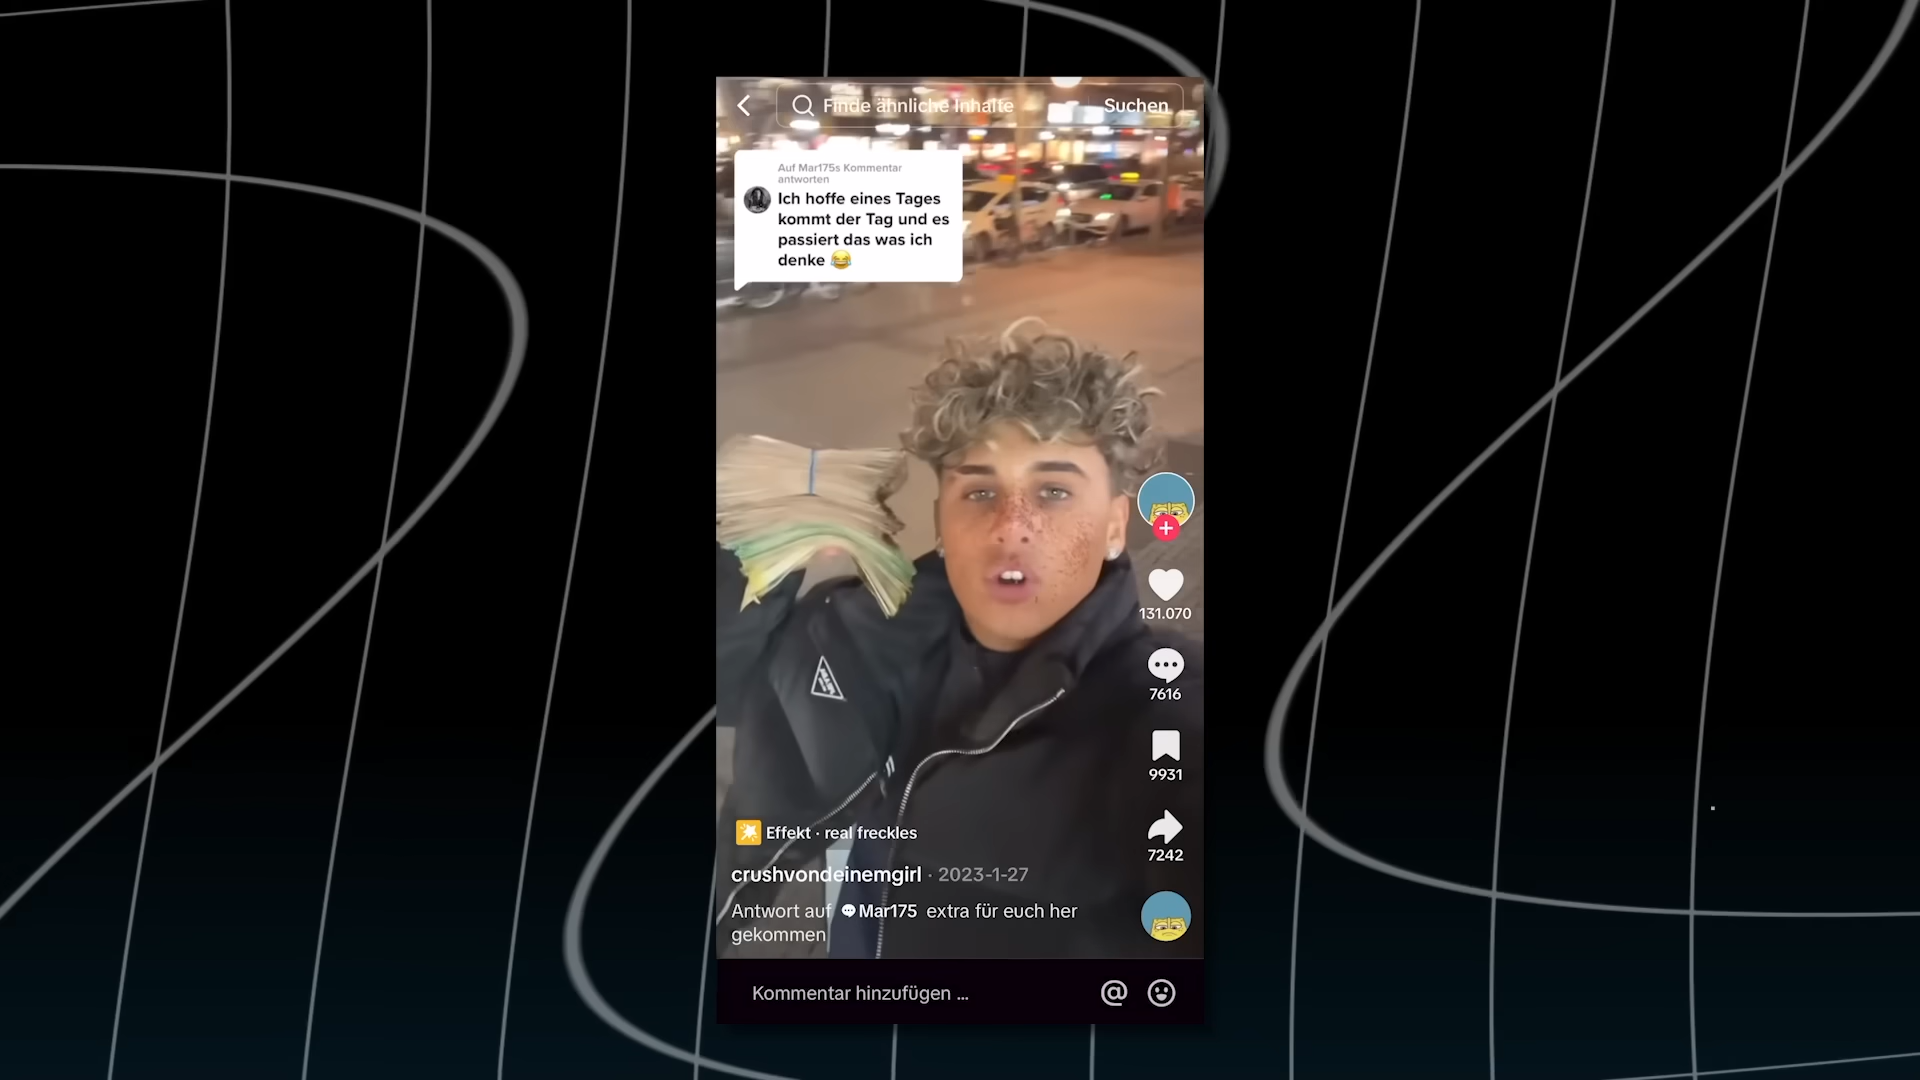 Finde ähnliche Inhalte
Suchen
Auf Mar175s Kommentar
antworten
Ich hoffe eines Tages
kommt der Tag und es
passiert das was ich
denke 😂
131.070
7616
9931
7242
Effekt · real freckles
crushvondeinemgirl · 2023-1-27
Antwort auf 💬Mar175 extra für euch her
gekommen
Kommentar hinzufügen ...
@